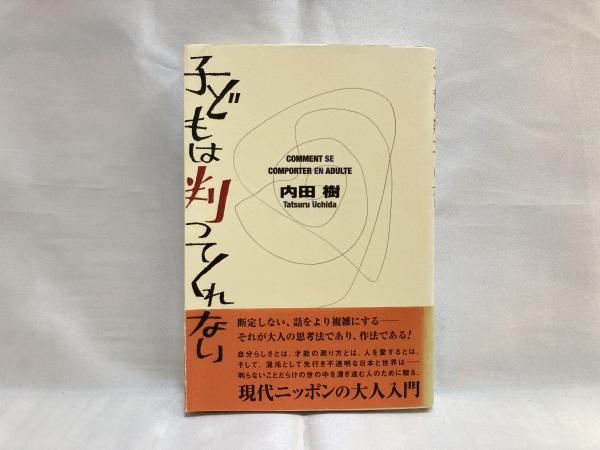 子どもは判ってくれない
COMMENT SE
COMPORTER EN ADULTE
内田 樹
Tatsuru Uchida
断定しない、話をより複雑にする——
それが大人の思考法であり、作法である!
自分らしさとは、才能の測り方とは、人を愛するとは、
そして、混沌として先行き不透明な日本と世界は——
判らないことだらけの世の中を漕ぎ進む人のために贈る、
現代ニッポンの大人入門